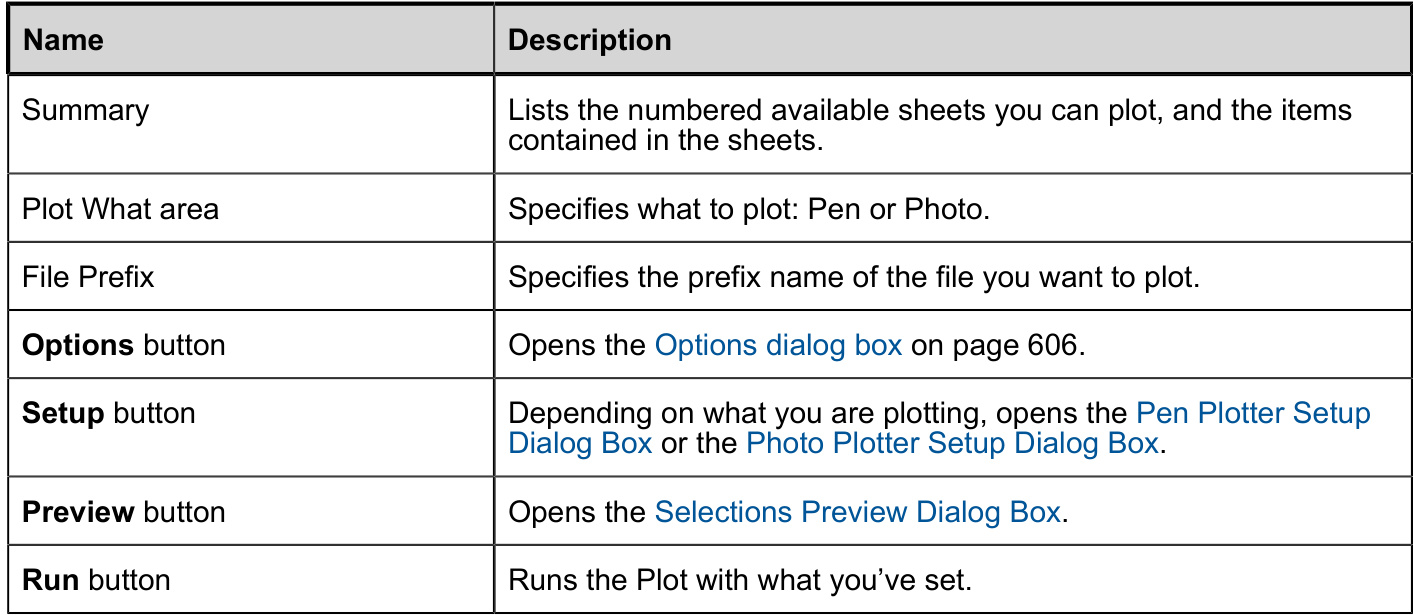 Name Description
Summary Lists the numbered available sheets you can plot, and the items
contained in the sheets.
Plot What area Specifies what to plot: Pen or Photo.
File Prefix Specifies the prefix name of the file you want to plot.
Options button Opens the Options dialog box on page 606.
Setup button Depending on what you are plotting, opens the Pen Plotter Setup
Dialog Box or the Photo Plotter Setup Dialog Box.
Preview button Opens the Selections Preview Dialog Box.
Run button Runs the Plot with what you’ve set.